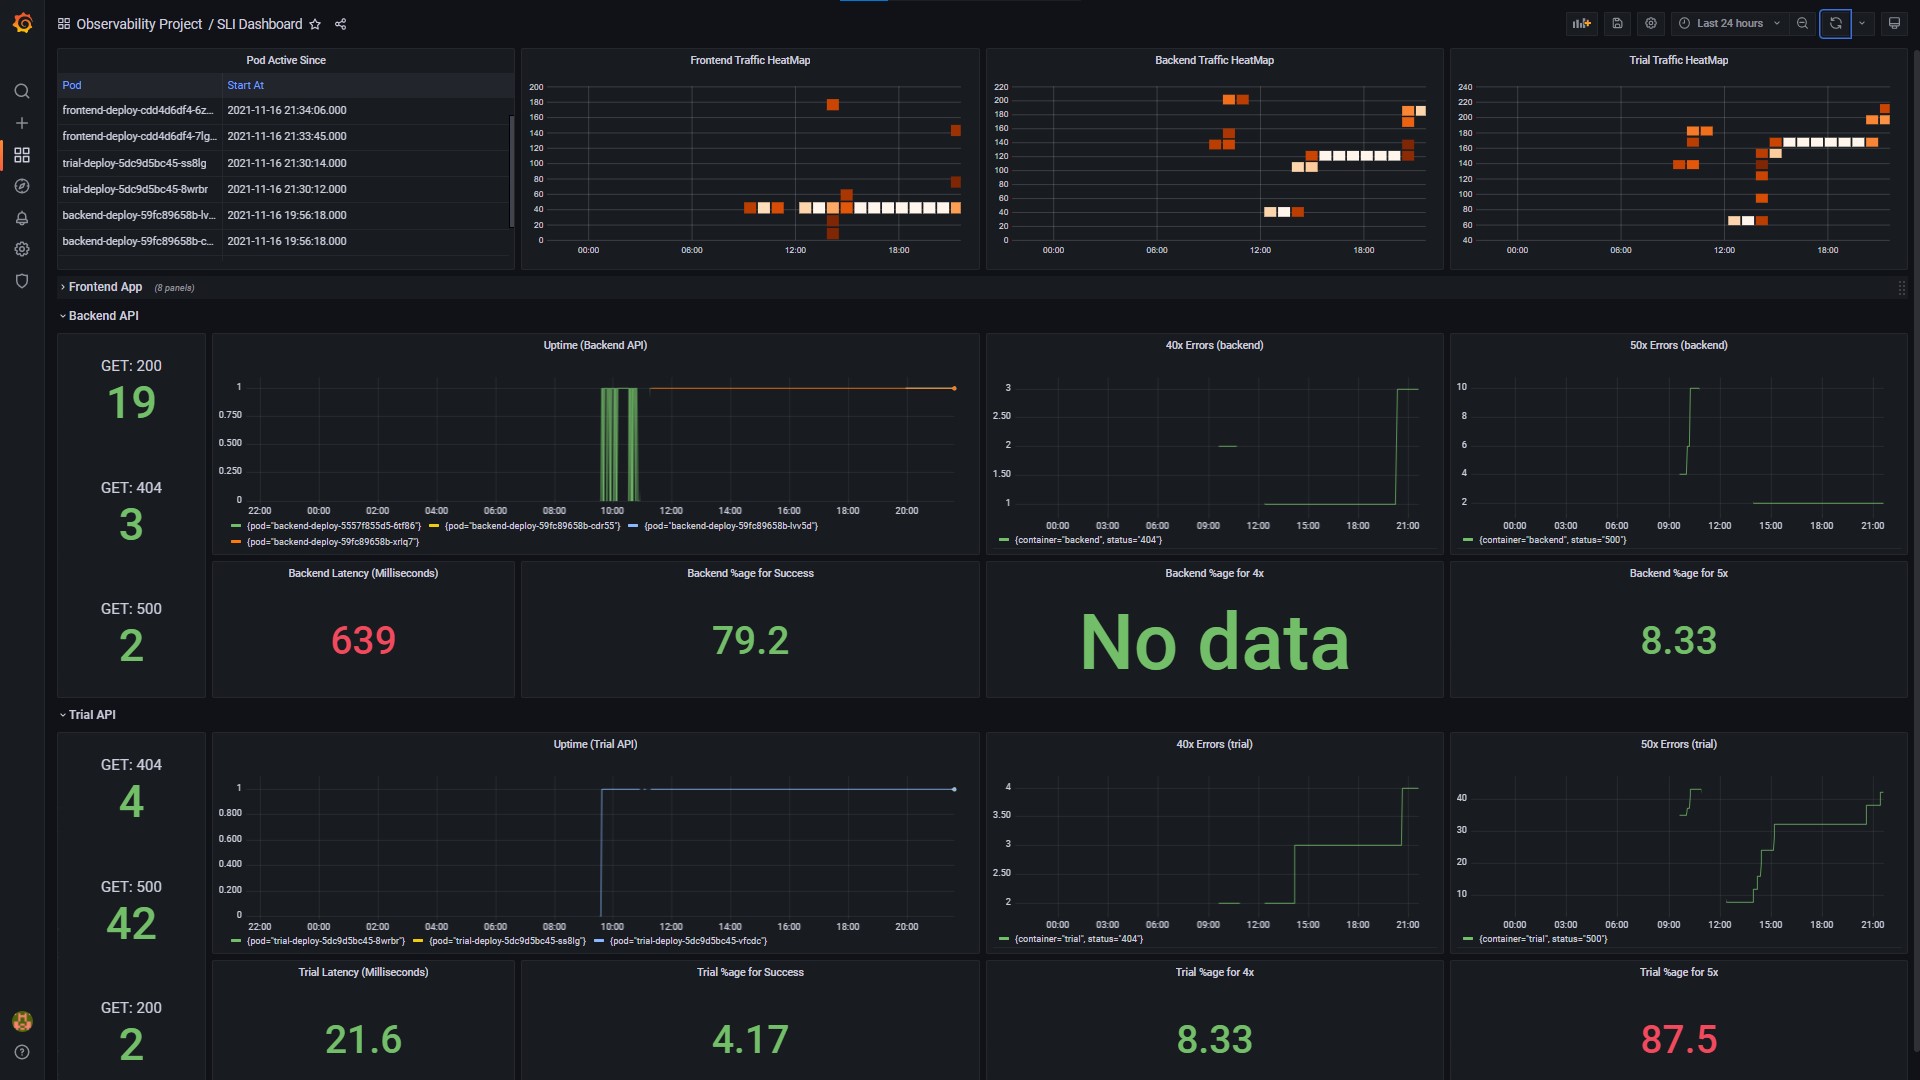 Observability Project / SLI Dashboard
Last 24 hours
Pod Active Since
Pod Start At
frontend-deploy-cdd4d6df4-6z... 2021-11-16 21:34:06.000
frontend-deploy-cdd4d6df4-7lg... 2021-11-16 21:33:45.000
trial-deploy-5dc9d5bc45-ss8lg 2021-11-16 21:30:14.000
trial-deploy-5dc9d5bc45-8wrbr 2021-11-16 21:30:12.000
backend-deploy-59fc89658b-lv... 2021-11-16 19:56:18.000
backend-deploy-59fc89658b-c... 2021-11-16 19:56:18.000
Frontend Traffic HeatMap
200
180
160
140
120
100
80
60
40
20
0
00:00 06:00 12:00 18:00
Backend Traffic HeatMap
220
200
180
160
140
120
100
80
60
40
20
0
00:00 06:00 12:00 18:00
Trial Traffic HeatMap
240
220
200
180
160
140
120
100
80
60
40
00:00 06:00 12:00 18:00
Frontend App (8 panels)
Backend API
GET: 200
19
GET: 404
3
GET: 500
2
Uptime (Backend API)
1
0.750
0.500
0.250
0
22:00 00:00 02:00 04:00 06:00 08:00 10:00 12:00 14:00 16:00 18:00 20:00
{pod="backend-deploy-5557f855d5-6tf86"} {pod="backend-deploy-59fc89658b-cdr55"} {pod="backend-deploy-59fc89658b-lvv5d"}
{pod="backend-deploy-59fc89658b-xrlq7"}
40x Errors (backend)
3
2.50
2
1.50
1
00:00 03:00 06:00 09:00 12:00 15:00 18:00 21:00
{container="backend", status="404"}
50x Errors (backend)
10
8
6
4
2
00:00 03:00 06:00 09:00 12:00 15:00 18:00 21:00
{container="backend", status="500"}
Backend Latency (Milliseconds)
639
Backend %age for Success
79.2
Backend %age for 4x
No data
Backend %age for 5x
8.33
Trial API
GET: 404
4
GET: 500
42
GET: 200
2
Uptime (Trial API)
1
0.800
0.600
0.400
0.200
0
22:00 00:00 02:00 04:00 06:00 08:00 10:00 12:00 14:00 16:00 18:00 20:00
{pod="trial-deploy-5dc9d5bc45-8wrbr"} {pod="trial-deploy-5dc9d5bc45-ss8lg"} {pod="trial-deploy-5dc9d5bc45-vfcdc"}
40x Errors (trial)
4
3.50
3
2.50
2
00:00 03:00 06:00 09:00 12:00 15:00 18:00 21:00
{container="trial", status="404"}
50x Errors (trial)
40
30
20
10
00:00 03:00 06:00 09:00 12:00 15:00 18:00 21:00
{container="trial", status="500"}
Trial Latency (Milliseconds)
21.6
Trial %age for Success
4.17
Trial %age for 4x
8.33
Trial %age for 5x
87.5